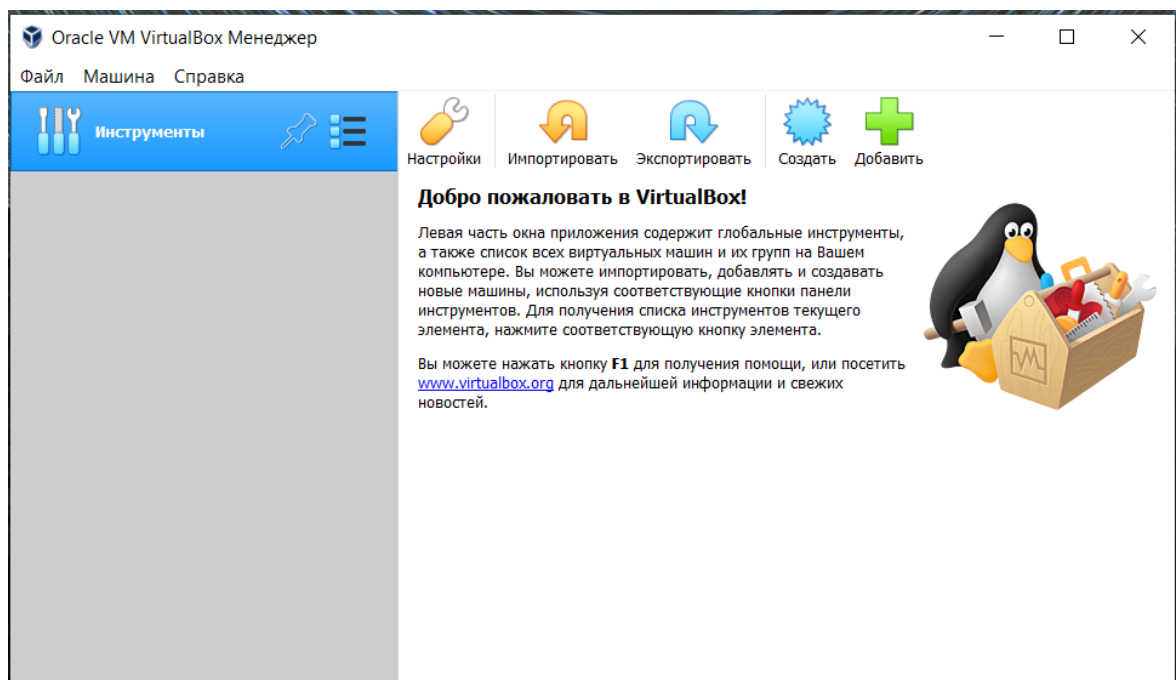 Oracle VM VirtualBox Менеджер
Файл Машина Справка
Инструменты
Настройки Импортировать Экспортировать Создать Добавить
Добро пожаловать в VirtualBox!
Левая часть окна приложения содержит глобальные инструменты,
а также список всех виртуальных машин и их групп на Вашем
компьютере. Вы можете импортировать, добавлять и создавать
новые машины, используя соответствующие кнопки панели
инструментов. Для получения списка инструментов текущего
элемента, нажмите соответствующую кнопку элемента.
Вы можете нажать кнопку F1 для получения помощи, или посетить
www.virtualbox.org для дальнейшей информации и свежих
новостей.